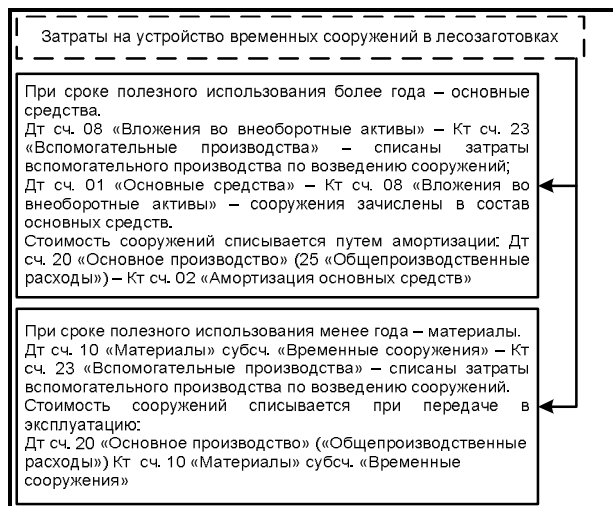 Затраты на устройство временных сооружений в лесозаготовках
При сроке полезного использования более года – основные
средства.
Дт сч. 08 «Вложения во внеоборотные активы» – Кт сч. 23
«Вспомогательные производства» – списаны затраты
вспомогательного производства по возведению сооружений;
Дт сч. 01 «Основные средства» – Кт сч. 08 «Вложения во
внеоборотные активы» – сооружения зачислены в состав
основных средств.
Стоимость сооружений списывается путем амортизации: Дт
сч. 20 «Основное производство» (25 «Общепроизводственные
расходы») – Кт сч. 02 «Амортизация основных средств»
При сроке полезного использования менее года – материалы.
Дт сч. 10 «Материалы» субсч. «Временные сооружения» – Кт
сч. 23 «Вспомогательные производства» – списаны затраты
вспомогательного производства по возведению сооружений.
Стоимость сооружений списывается при передаче в
эксплуатацию:
Дт сч. 20 «Основное производство» («Общепроизводственные
расходы») Кт сч. 10 «Материалы» субсч. «Временные
сооружения»